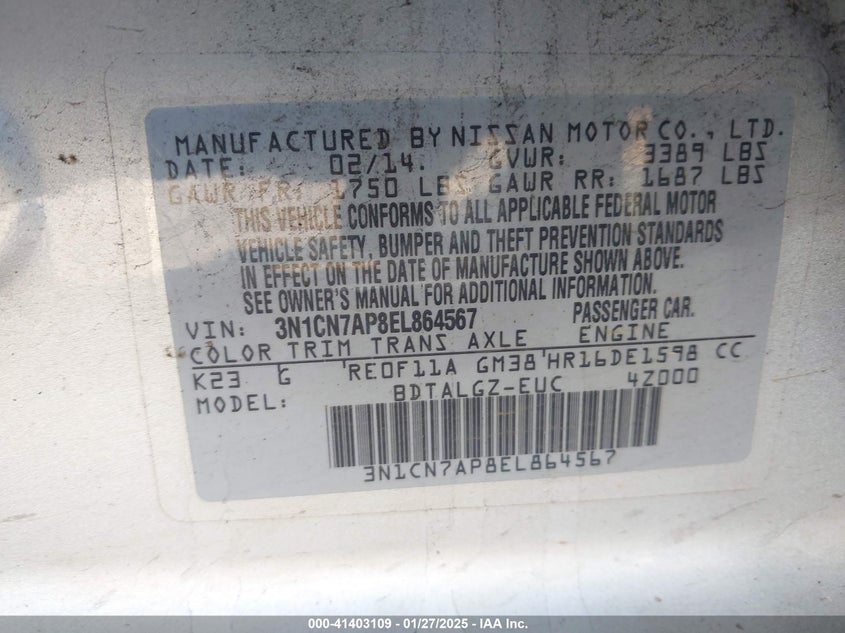 MANUFACTURED BY NISSAN MOTOR CO., LTD.
DATE: 02/14. GVWR: 3389 LBS
GAWR FR: 1750 LBS GAWR RR: 1687 LBS
THIS VEHICLE CONFORMS TO ALL APPLICABLE FEDERAL MOTOR
VEHICLE SAFETY, BUMPER AND THEFT PREVENTION STANDARDS
IN EFFECT ON THE DATE OF MANUFACTURE SHOWN ABOVE.
SEE OWNER'S MANUAL FOR ADDITIONAL INFORMATION.
VIN: 3N1CN7AP8EL864567 PASSENGER CAR.
COLOR TRIM TRANS AXLE ENGINE
K23 G 'RE0F11A GM38'HR16DE1598 CC
MODEL: BDTALGZ-EUC 4Z000
3N1CN7AP8EL864567
000-41403109 | 01/27/2025 - IAA Inc.